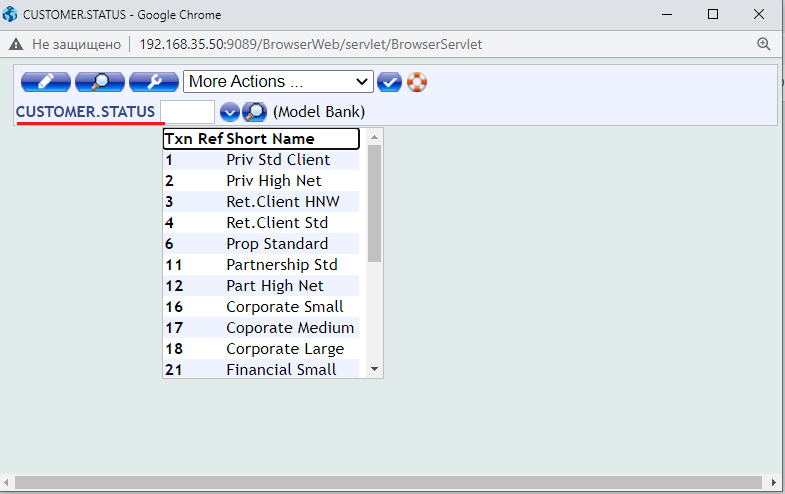 CUSTOMER.STATUS - Google Chrome
Не защищено 192.168.35.50:9089/BrowserWeb/servlet/BrowserServlet
More Actions ...
CUSTOMER.STATUS (Model Bank)
Txn Ref Short Name
1 Priv Std Client
2 Priv High Net
3 Ret.Client HNW
4 Ret.Client Std
6 Prop Standard
11 Partnership Std
12 Part High Net
16 Corporate Small
17 Coporate Medium
18 Corporate Large
21 Financial Small